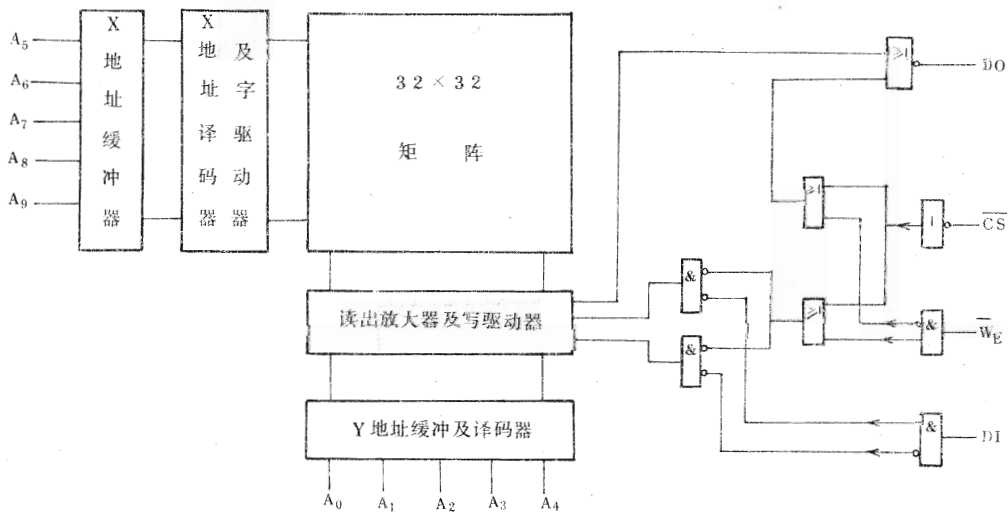 A5
A6
A7
A8
A9
X地址缓冲器
X地址译码器
及字驱动器
32×32
矩 阵
读出放大器及写驱动器
Y地址缓冲及译码器
A0 A1 A2 A3 A4
≥1
DO
≥1
1
CS
&
≥1
&
WE
&
&
DI